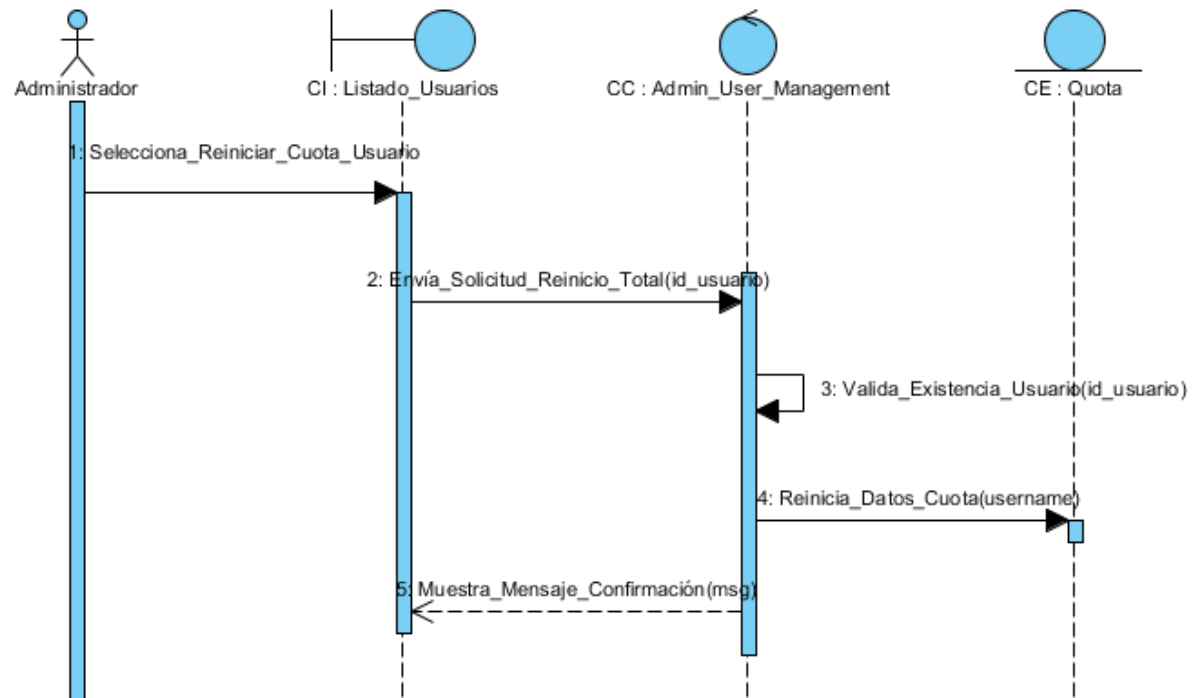 Administrador
CI : Listado_Usuarios
CC : Admin_User_Management
CE : Quota
1: Selecciona_Reiniciar_Cuota_Usuario
2: Envía_Solicitud_Reinicio_Total(id_usuario)
3: Valida_Existencia_Usuario(id_usuario)
4: Reinicia_Datos_Cuota(username)
5: Muestra_Mensaje_Confirmación(msg)